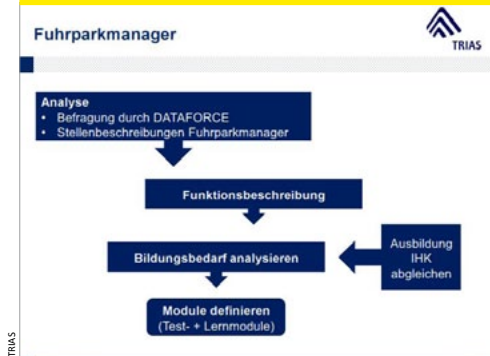 Fuhrparkmanager
TRIAS
Analyse
• Befragung durch DATAFORCE
• Stellenbeschreibungen Fuhrparkmanager
Funktionsbeschreibung
Bildungsbedarf analysieren
Ausbildung
IHK
abgleichen
Module definieren
(Test- + Lernmodule)
TRIAS